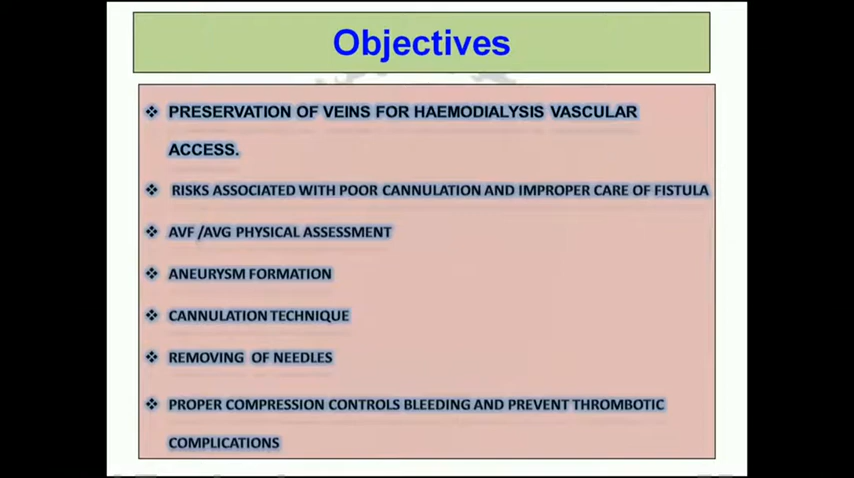 Objectives
❖ PRESERVATION OF VEINS FOR HAEMODIALYSIS VASCULAR
ACCESS.
❖ RISKS ASSOCIATED WITH POOR CANNULATION AND IMPROPER CARE OF FISTULA
❖ AVF /AVG PHYSICAL ASSESSMENT
❖ ANEURYSM FORMATION
❖ CANNULATION TECHNIQUE
❖ REMOVING OF NEEDLES
❖ PROPER COMPRESSION CONTROLS BLEEDING AND PREVENT THROMBOTIC
COMPLICATIONS